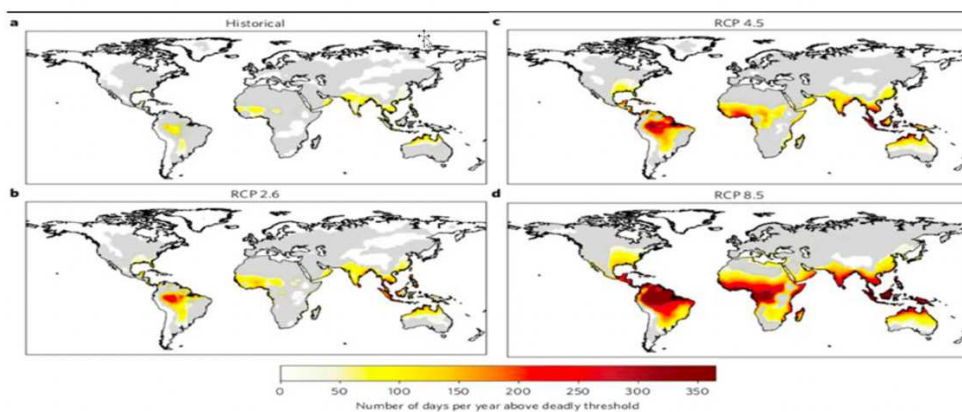 a
Historical
c
RCP 4.5
b
RCP 2.6
d
RCP 8.5
0 50 100 150 200 250 300 350
Number of days per year above deadly threshold